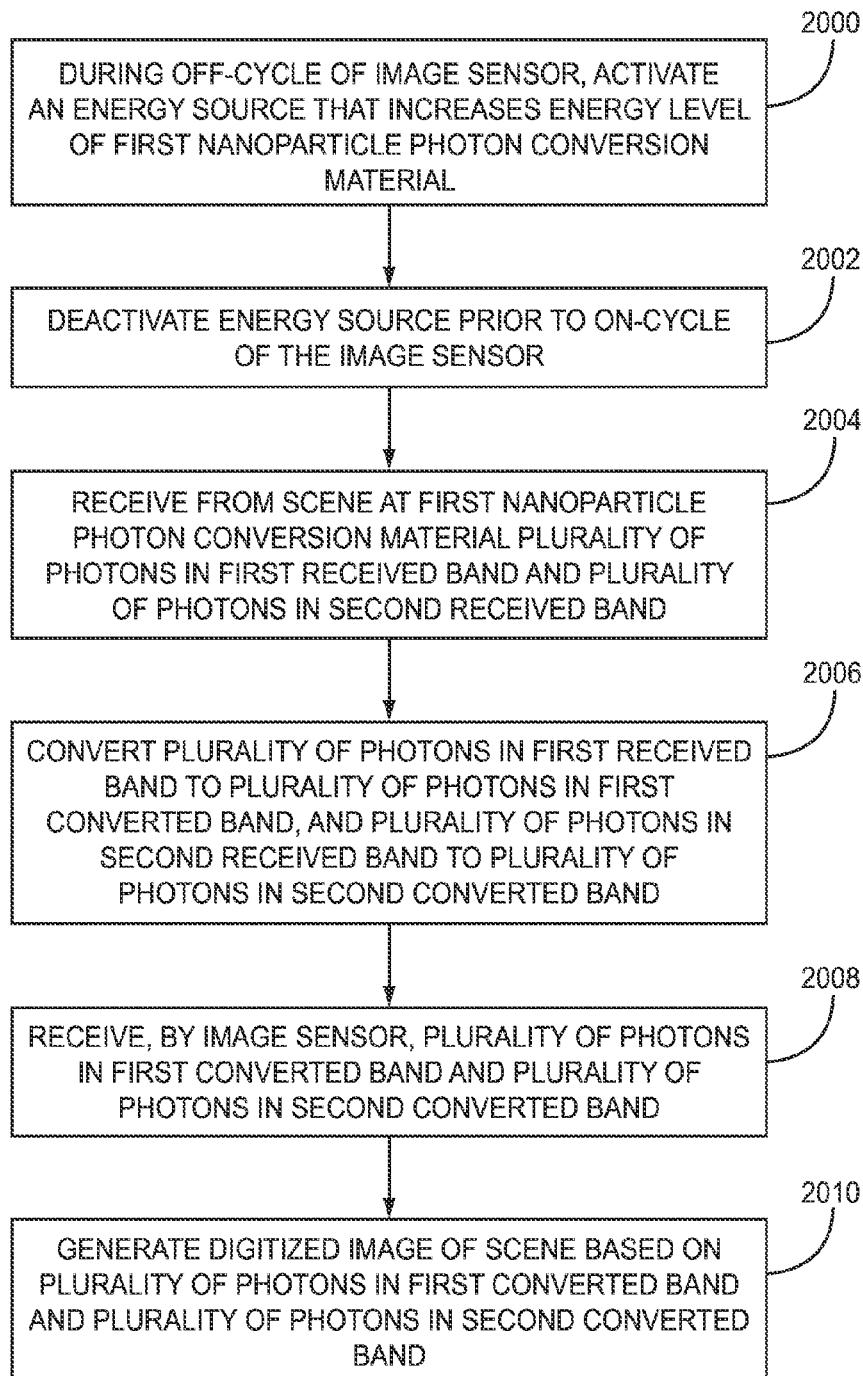 2000
DURING OFF-CYCLE OF IMAGE SENSOR, ACTIVATE
AN ENERGY SOURCE THAT INCREASES ENERGY LEVEL
OF FIRST NANOPARTICLE PHOTON CONVERSION
MATERIAL
2002
DEACTIVATE ENERGY SOURCE PRIOR TO ON-CYCLE
OF THE IMAGE SENSOR
2004
RECEIVE FROM SCENE AT FIRST NANOPARTICLE
PHOTON CONVERSION MATERIAL PLURALITY OF
PHOTONS IN FIRST RECEIVED BAND AND PLURALITY
OF PHOTONS IN SECOND RECEIVED BAND
2006
CONVERT PLURALITY OF PHOTONS IN FIRST RECEIVED
BAND TO PLURALITY OF PHOTONS IN FIRST
CONVERTED BAND, AND PLURALITY OF PHOTONS IN
SECOND RECEIVED BAND TO PLURALITY OF
PHOTONS IN SECOND CONVERTED BAND
2008
RECEIVE, BY IMAGE SENSOR, PLURALITY OF PHOTONS
IN FIRST CONVERTED BAND AND PLURALITY OF
PHOTONS IN SECOND CONVERTED BAND
2010
GENERATE DIGITIZED IMAGE OF SCENE BASED ON
PLURALITY OF PHOTONS IN FIRST CONVERTED BAND
AND PLURALITY OF PHOTONS IN SECOND CONVERTED
BAND